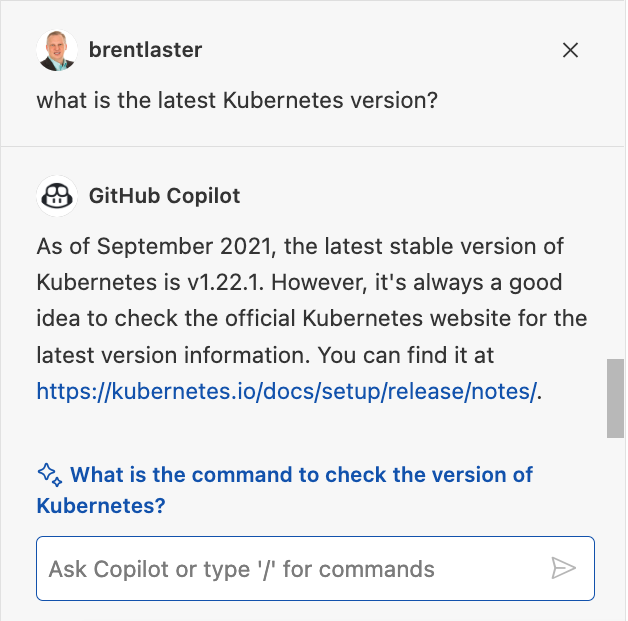 brentlaster
what is the latest Kubernetes version?
GitHub Copilot
As of September 2021, the latest stable version of
Kubernetes is v1.22.1. However, it's always a good
idea to check the official Kubernetes website for the
latest version information. You can find it at
https://kubernetes.io/docs/setup/release/notes/.
What is the command to check the version of
Kubernetes?
Ask Copilot or type '/' for commands